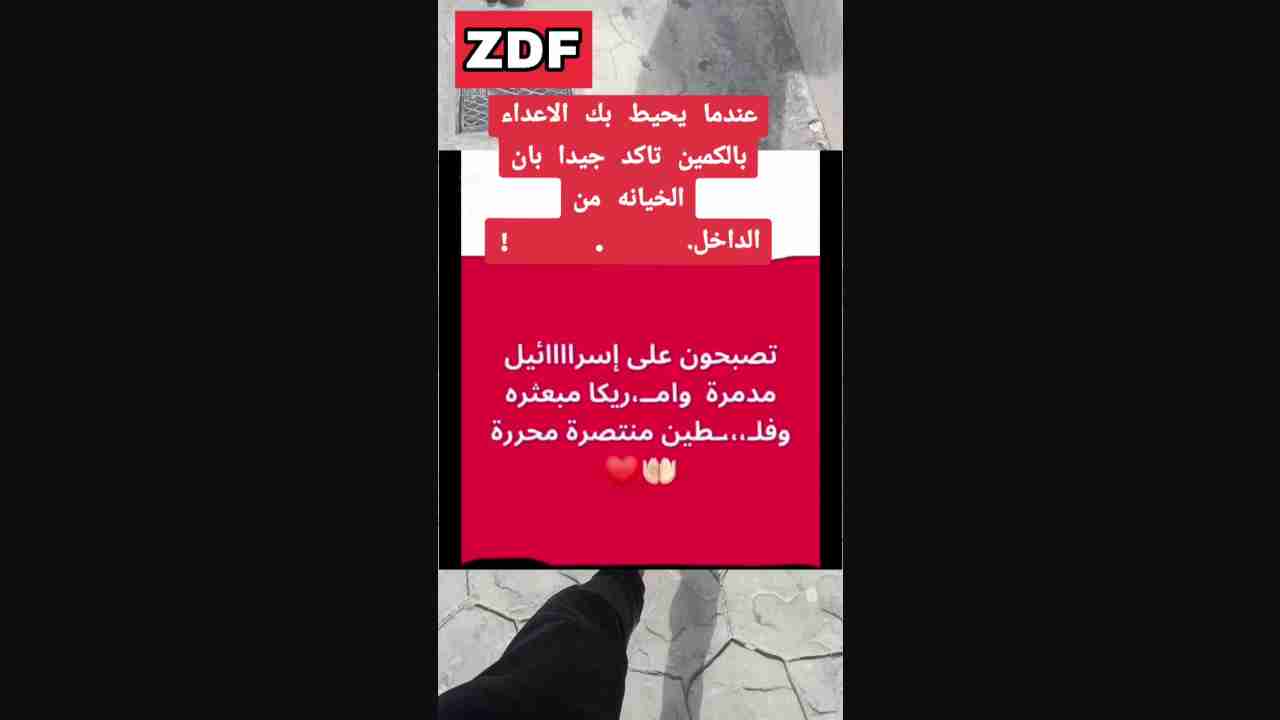 ZDF
عندما يحيط بك الاعداء
بالكمين تاكد جيدا بان
الخيانه من
الداخل. . !
تصبحون على إسراااائيل
مدمرة وامــ،ريكا مبعثره
وفلـ،،ـطين منتصرة محررة
🤲🏻❤️